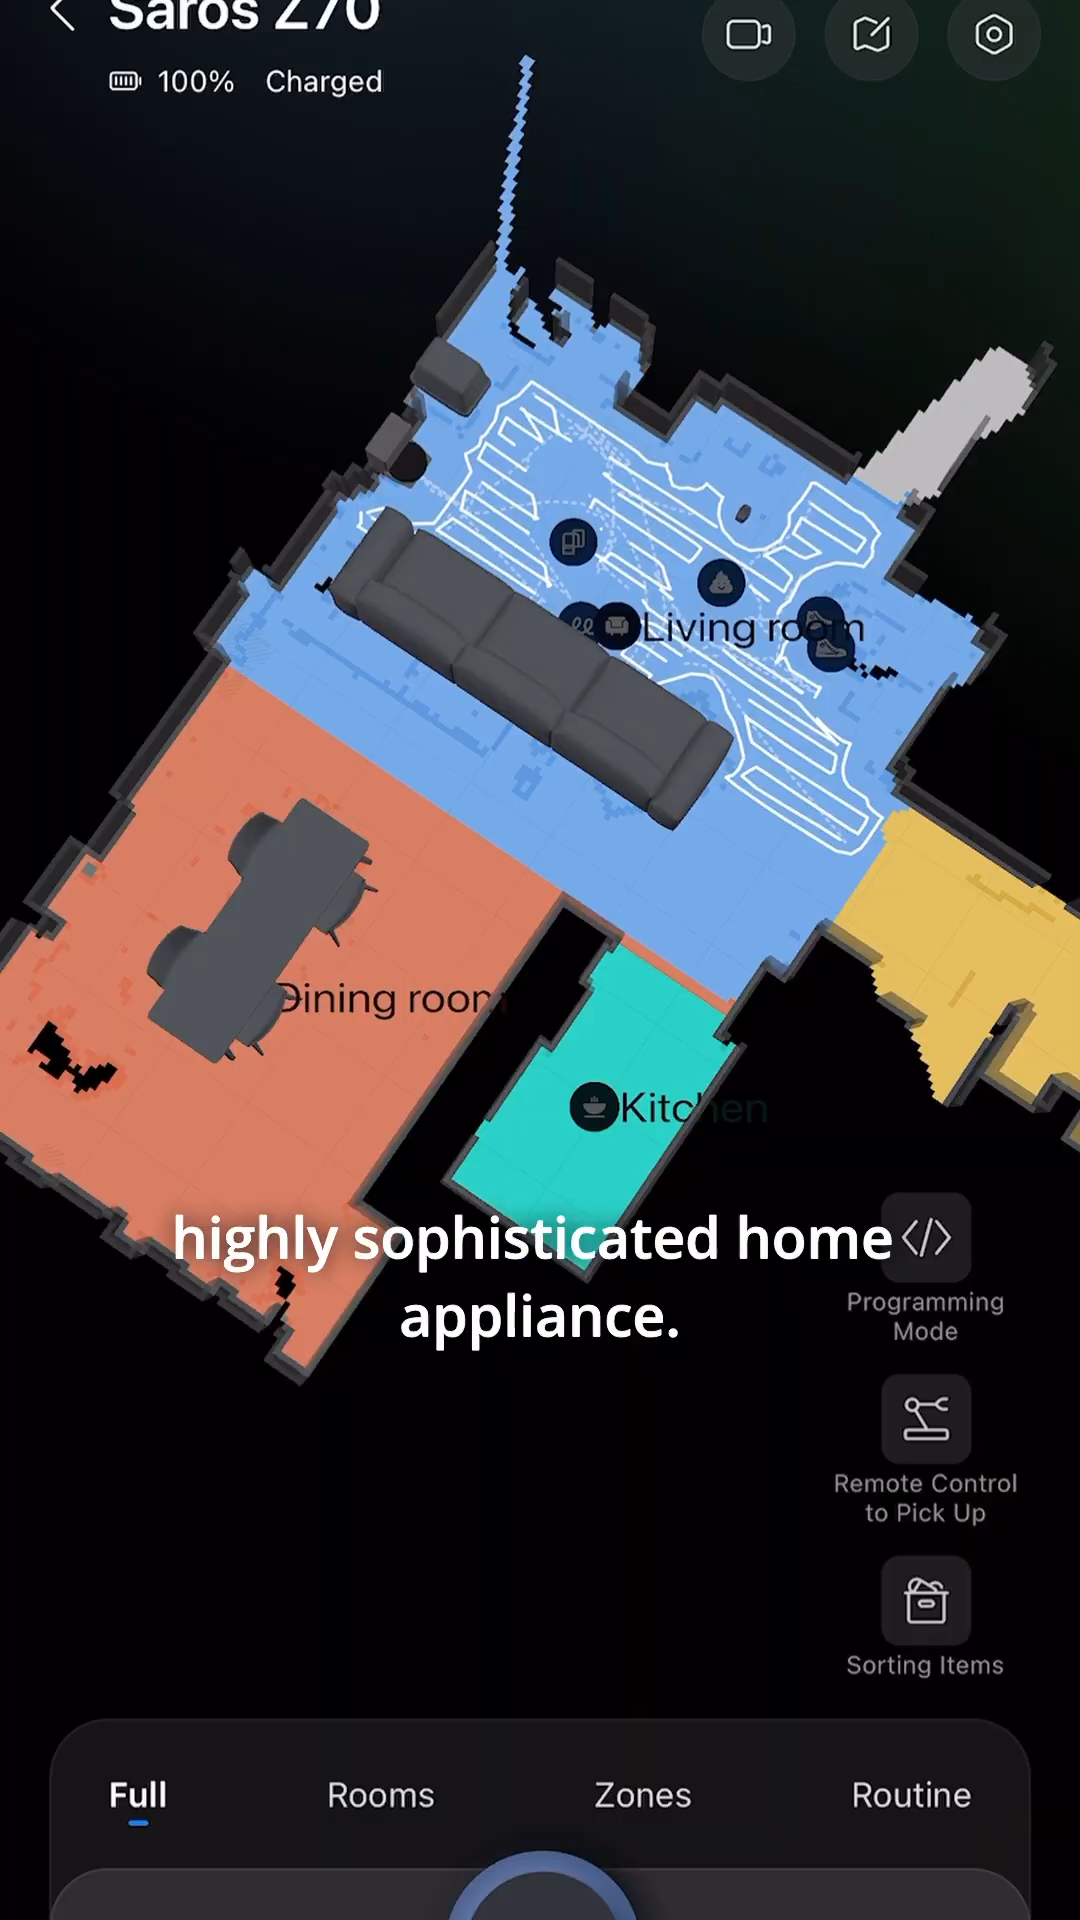 Saros Z70
100% Charged
Living room
Dining room
Kitchen
highly sophisticated home
appliance.
Programming
Mode
Remote Control
to Pick Up
Sorting Items
Full Rooms Zones Routine